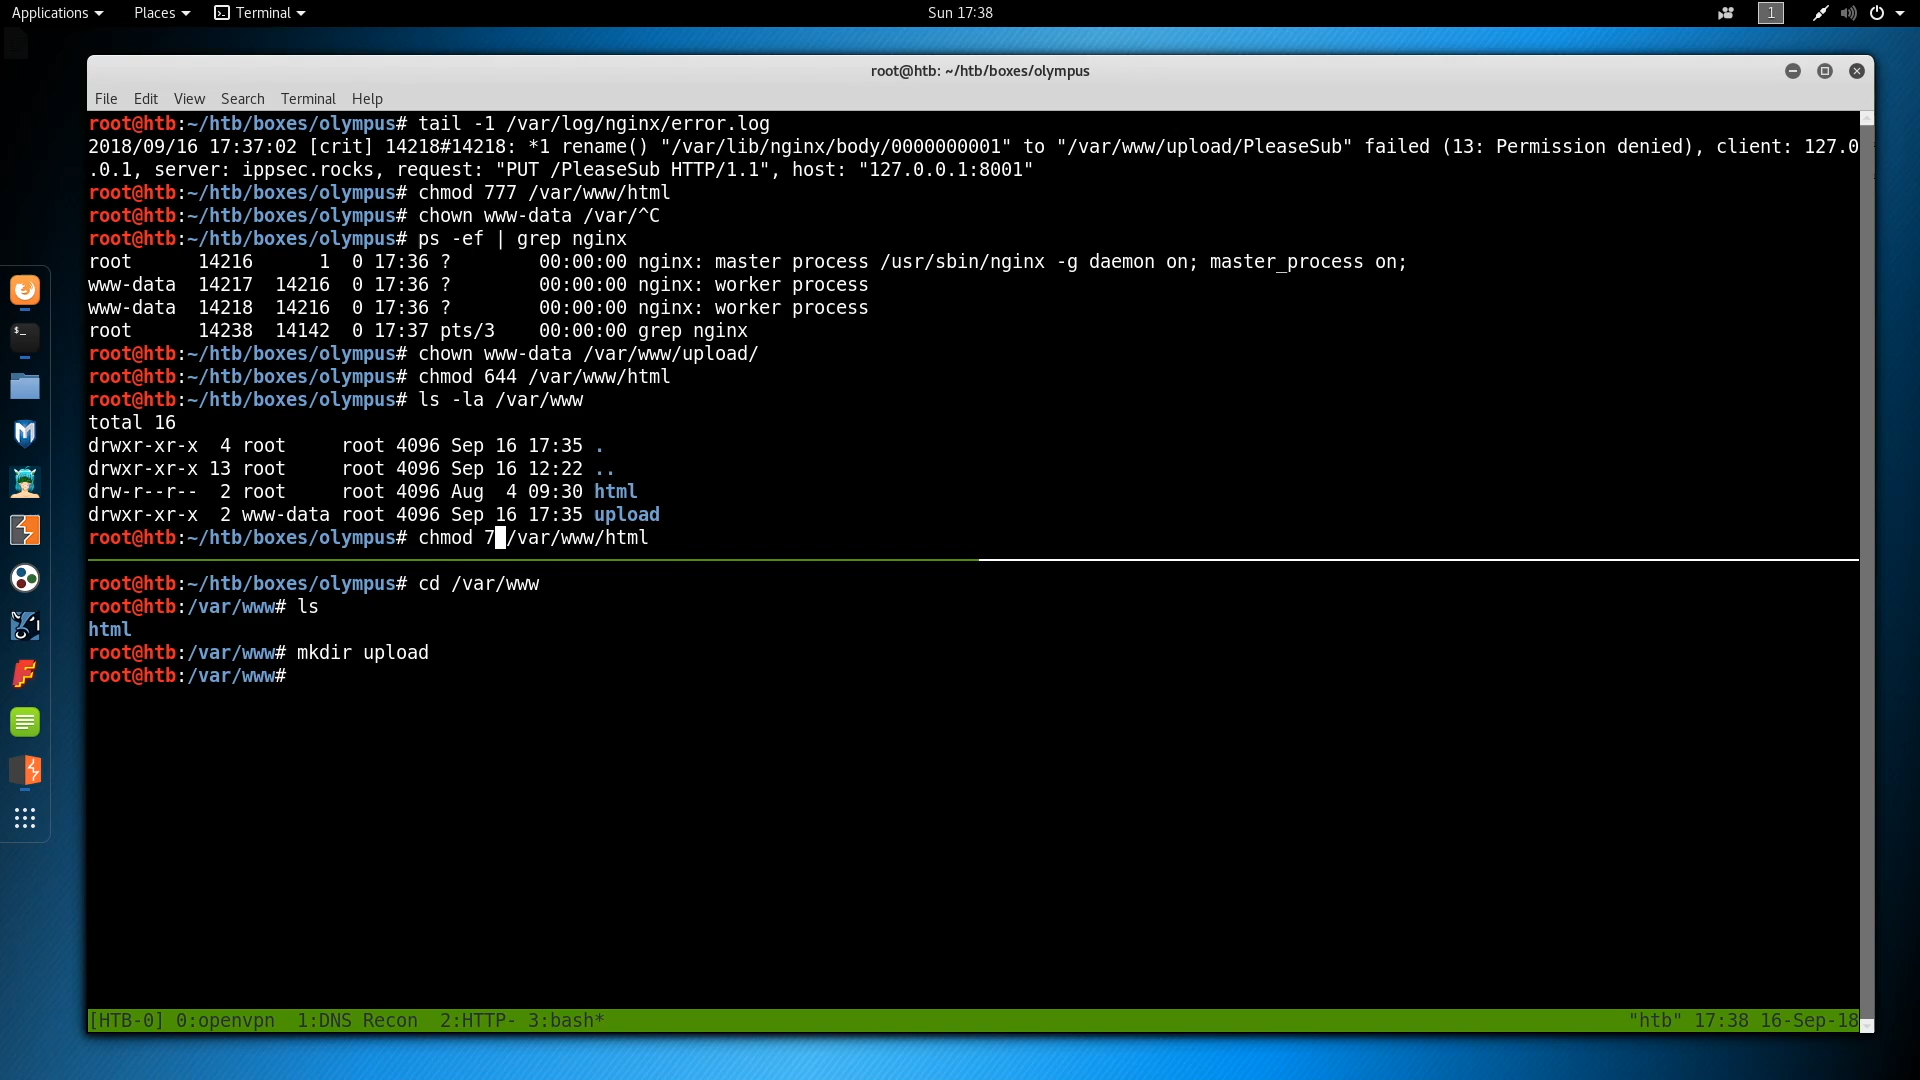 Applications Places Terminal Sun 17:38 1
root@htb: ~/htb/boxes/olympus
File Edit View Search Terminal Help
root@htb:~/htb/boxes/olympus# tail -1 /var/log/nginx/error.log
2018/09/16 17:37:02 [crit] 14218#14218: *1 rename() "/var/lib/nginx/body/0000000001" to "/var/www/upload/PleaseSub" failed (13: Permission denied), client: 127.0
.0.1, server: ippsec.rocks, request: "PUT /PleaseSub HTTP/1.1", host: "127.0.0.1:8001"
root@htb:~/htb/boxes/olympus# chmod 777 /var/www/html
root@htb:~/htb/boxes/olympus# chown www-data /var/^C
root@htb:~/htb/boxes/olympus# ps -ef | grep nginx
root      14216      1  0 17:36 ?        00:00:00 nginx: master process /usr/sbin/nginx -g daemon on; master_process on;
www-data  14217  14216  0 17:36 ?        00:00:00 nginx: worker process
www-data  14218  14216  0 17:36 ?        00:00:00 nginx: worker process
root      14238  14142  0 17:37 pts/3    00:00:00 grep nginx
root@htb:~/htb/boxes/olympus# chown www-data /var/www/upload/
root@htb:~/htb/boxes/olympus# chmod 644 /var/www/html
root@htb:~/htb/boxes/olympus# ls -la /var/www
total 16
drwxr-xr-x  4 root     root 4096 Sep 16 17:35 .
drwxr-xr-x 13 root     root 4096 Sep 16 12:22 ..
drw-r--r--  2 root     root 4096 Aug  4 09:30 html
drwxr-xr-x  2 www-data root 4096 Sep 16 17:35 upload
root@htb:~/htb/boxes/olympus# chmod 7 /var/www/html
root@htb:~/htb/boxes/olympus# cd /var/www
root@htb:/var/www# ls
html
root@htb:/var/www# mkdir upload
root@htb:/var/www#
[HTB-0] 0:openvpn  1:DNS Recon  2:HTTP- 3:bash* "htb" 17:38 16-Sep-18